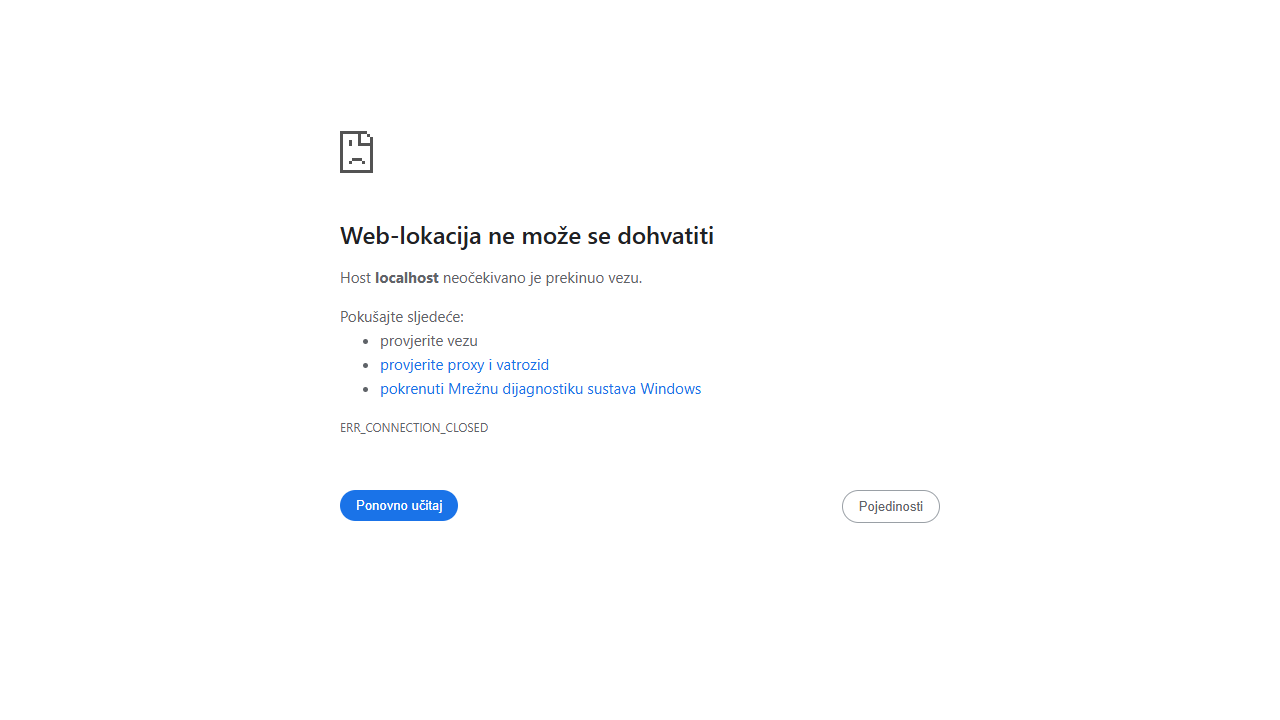 Web-lokacija ne može se dohvatiti
Host localhost neočekivano je prekinuo vezu.
Pokušajte sljedeće:
provjerite vezu
provjerite proxy i vatrozid
pokrenuti Mrežnu dijagnostiku sustava Windows
ERR_CONNECTION_CLOSED
Ponovno učitaj
Pojedinosti